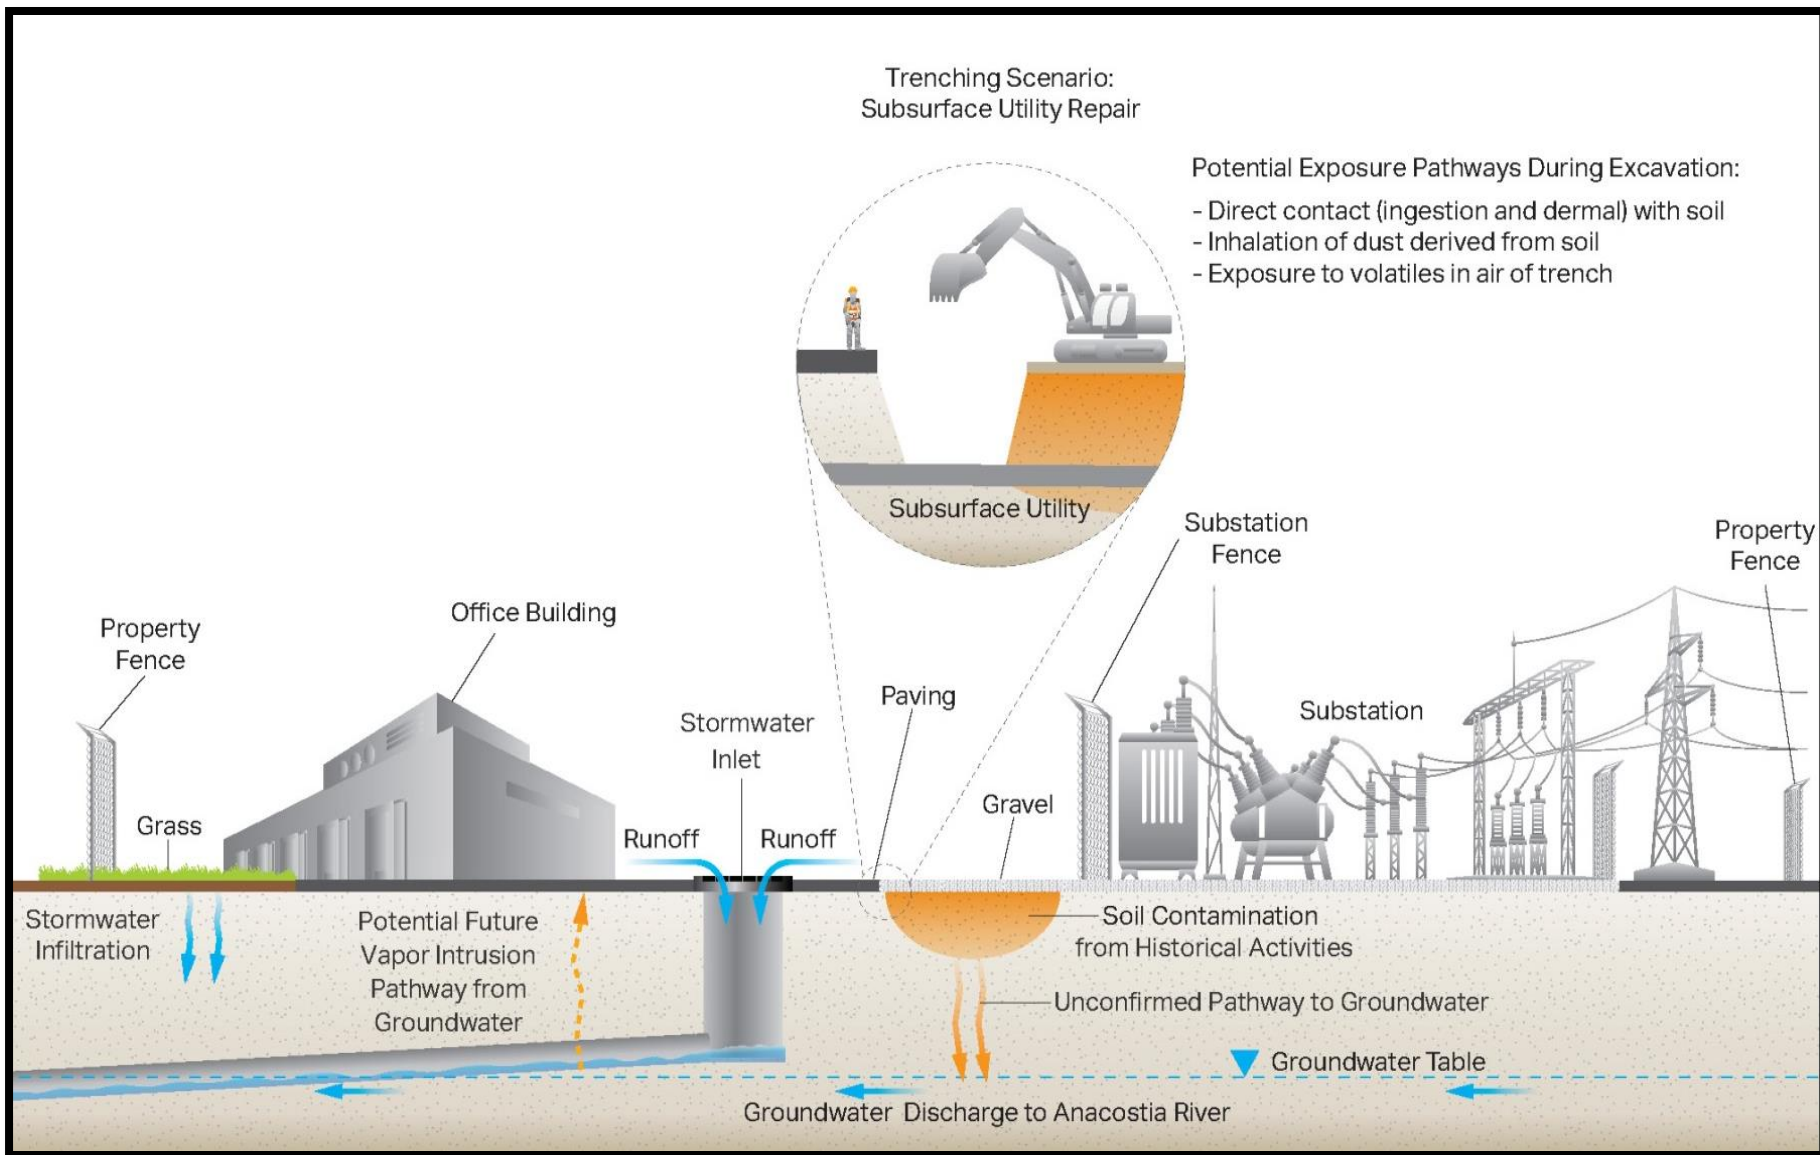 Trenching Scenario:
Subsurface Utility Repair
Potential Exposure Pathways During Excavation:
- Direct contact (ingestion and dermal) with soil
- Inhalation of dust derived from soil
- Exposure to volatiles in air of trench
Subsurface Utility
Substation
Fence
Property
Fence
Property
Fence
Office Building
Stormwater
Inlet
Paving
Substation
Gravel
Grass
Runoff
Runoff
Stormwater
Infiltration
Potential Future
Vapor Intrusion
Pathway from
Groundwater
Soil Contamination
from Historical Activities
Unconfirmed Pathway to Groundwater
Groundwater Table
Groundwater Discharge to Anacostia River